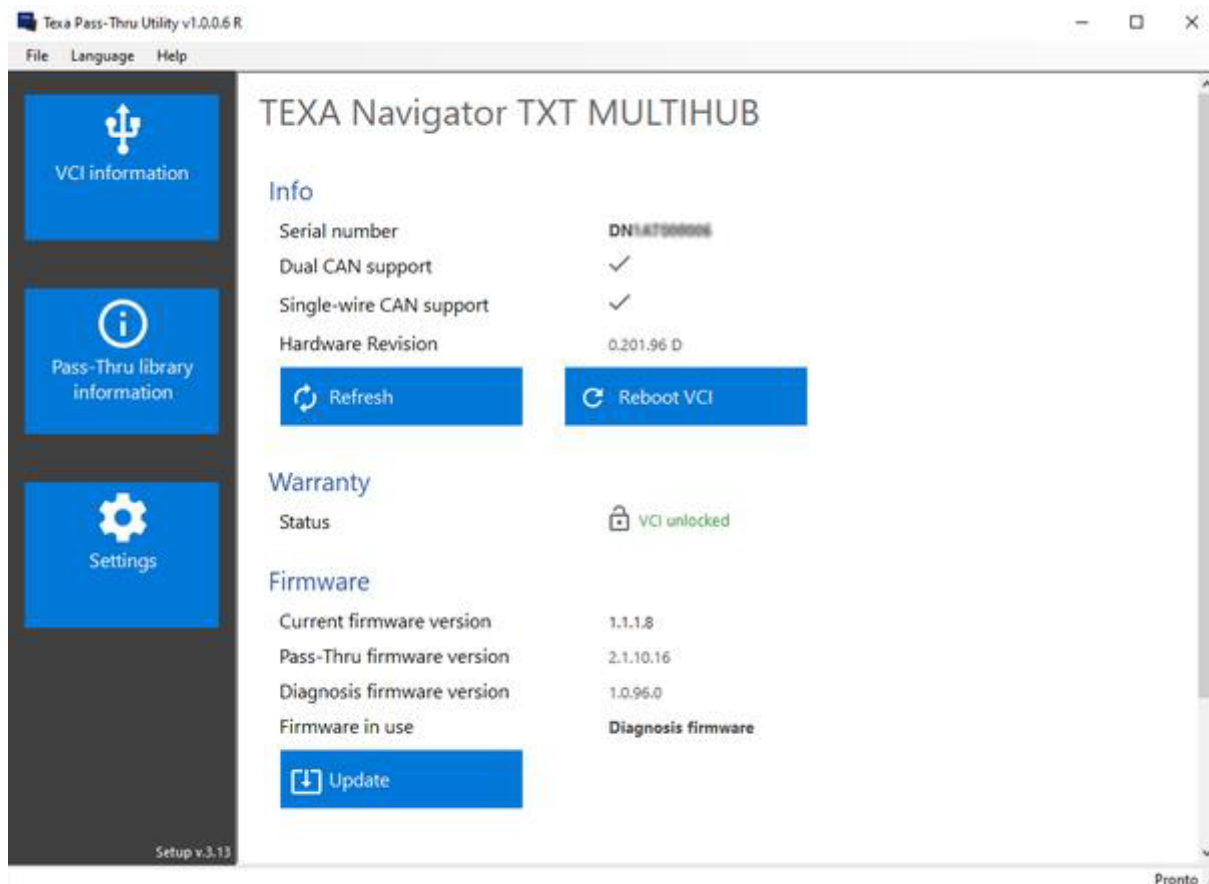 Texa Pass-Thru Utility v1.0.0.6 R
File Language Help
VCI information
Pass-Thru library
information
Settings
Setup v.3.13
TEXA Navigator TXT MULTIHUB
Info
Serial number DN
Dual CAN support
Single-wire CAN support
Hardware Revision 0.201.96 D
Refresh Reboot VCI
Warranty
Status VCI unlocked
Firmware
Current firmware version 1.1.1.8
Pass-Thru firmware version 2.1.10.16
Diagnosis firmware version 1.0.96.0
Firmware in use Diagnosis firmware
Update
Pronto